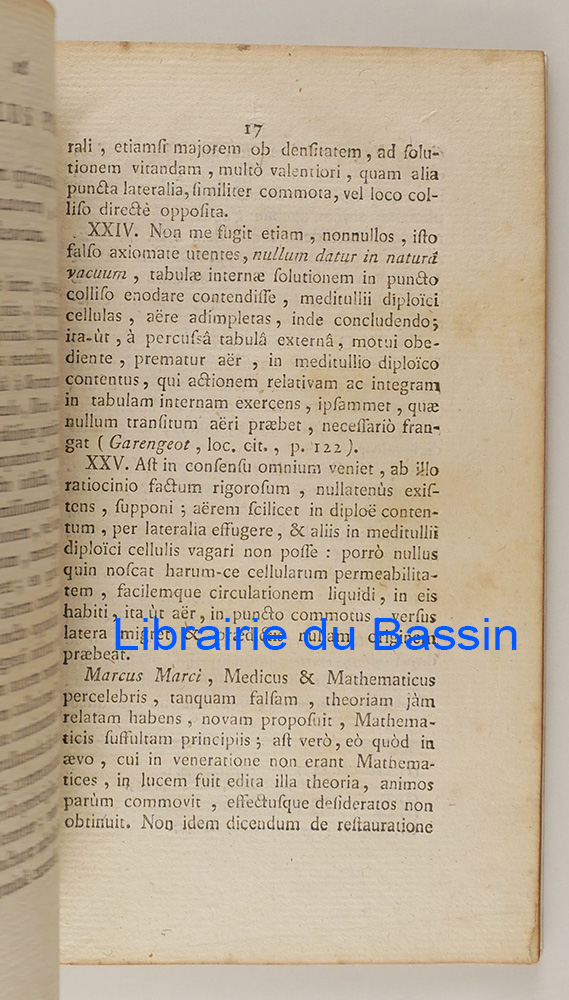 17
rali , etiamſi majorem ob denſitatem , ad ſolu-
tionem vitandam , multò valentiori , quam alia
puncta lateralia, ſimiliter commota, vel loco col-
liſo directè oppoſita.
XXIV. Non me fugit etiam , nonnullos , iſto
falſo axiomate utentes, nullum datur in naturâ
vacuum , tabulæ internæ ſolutionem in puncto
colliſo enodare contendiſſe , meditullii diploïci
cellulas , aëre adimpletas, inde concludendo;
ita-ùt , à percuſsâ tabulâ externâ, motui obe-
diente , prematur aër , in meditullio diploïco
contentus, qui actionem relativam ac integram
in tabulam internam exercens , ipſammet , quæ
nullum tranſitum aëri præbet , neceſſariò fran-
gat ( Garengeot , loc. cit. , p. 122 ).
XXV. Aſt in conſenſu omnium veniet , ab illo
ratiocinio factum rigoroſum , nullatenùs exiſ-
tens , ſupponi ; aërem ſcilicet in diploë conten-
tum , per lateralia effugere, & aliis in meditullii
diploïci cellulis vagari non poſſe : porrò nullus
quin noſcat harum-ce cellularum permeabilita-
tem , facilemque circulationem liquidi, in eis
habiti, ita ùt aër , in puncto commotus verſus
latera migret & prædictæ nullam originem
præbeat.
Marcus Marci , Medicus & Mathematicus
percelebris , tanquam falſam , theoriam jàm
relatam habens , novam propoſuit , Mathema-
ticis ſuffultam principiis ; aſt verò, eò quòd in
ævo , cui in veneratione non erant Mathema-
tices , in lucem fuit edita illa theoria, animos
parùm commovit , effectuſque deſideratos non
obtinuit. Non idem dicendum de reſtauratione
Librairie du Bassin